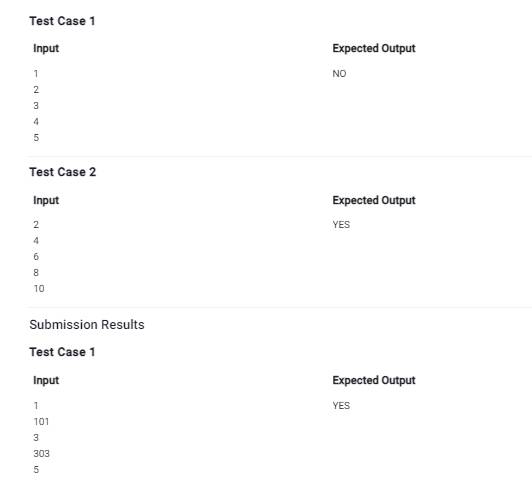 Test Case 1
Input Expected Output
1 NO
2
3
4
5
Test Case 2
Input Expected Output
2 YES
4
6
8
10
Submission Results
Test Case 1
Input Expected Output
1 YES
101
3
303
5